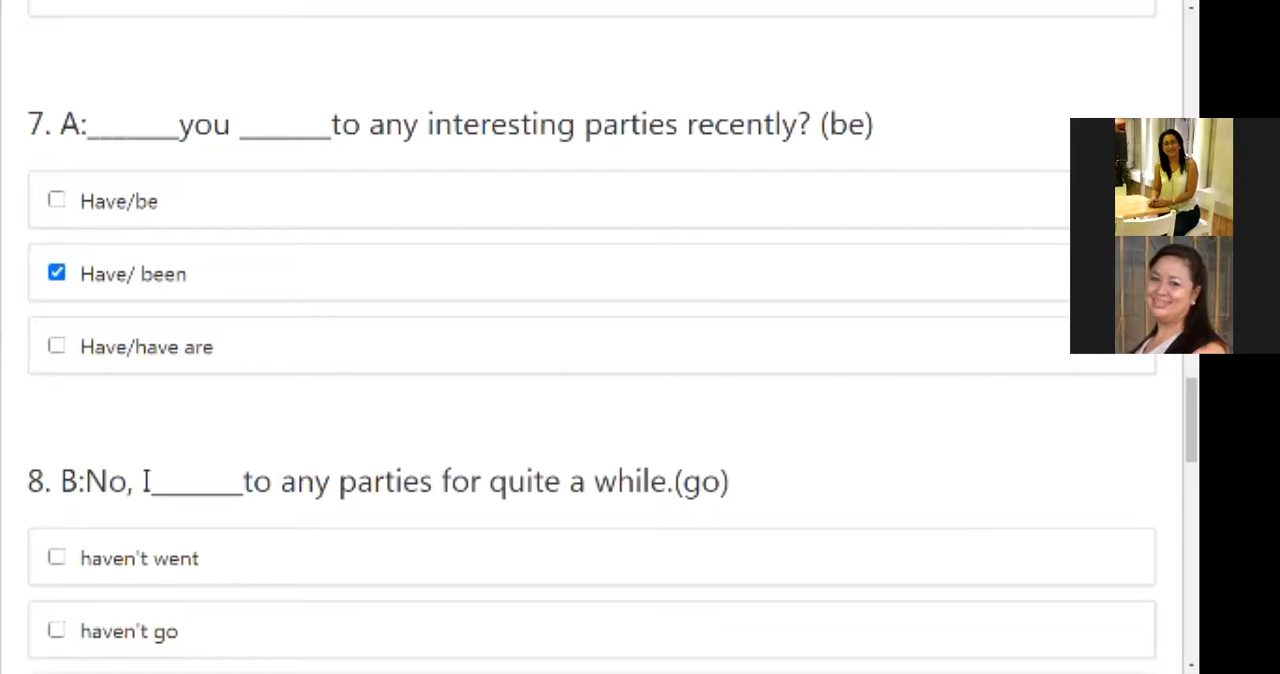 7. A:_______you _______to any interesting parties recently? (be)
Have/be
Have/ been
Have/have are
8. B:No, I_______to any parties for quite a while.(go)
haven't went
haven't go